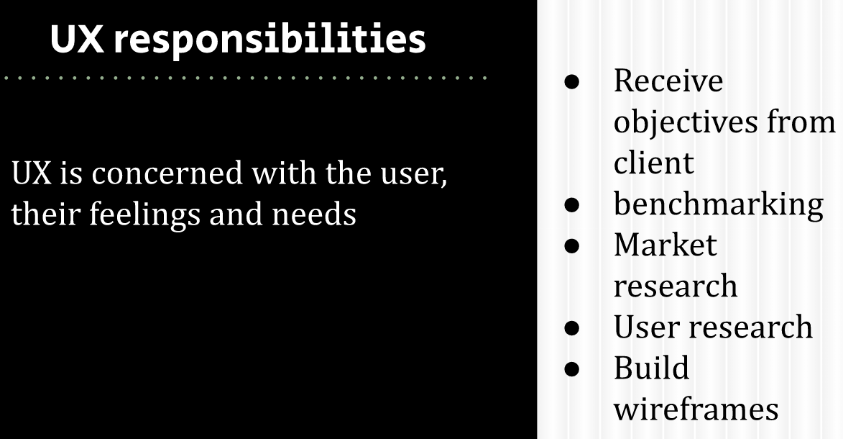 UX responsibilities
UX is concerned with the user,
their feelings and needs
● Receive
objectives from
client
● benchmarking
● Market
research
● User research
● Build
wireframes